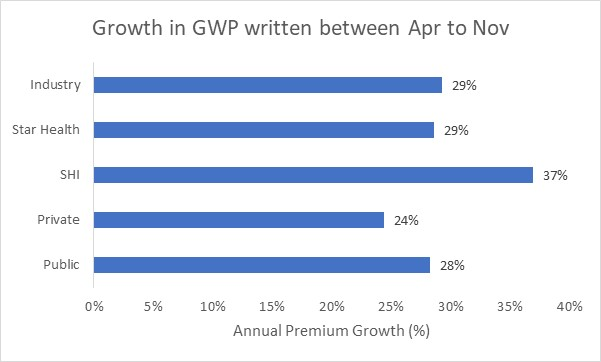 Growth in GWP written between Apr to Nov
Industry 29%
Star Health 29%
SHI 37%
Private 24%
Public 28%
0% 5% 10% 15% 20% 25% 30% 35% 40%
Annual Premium Growth (%)